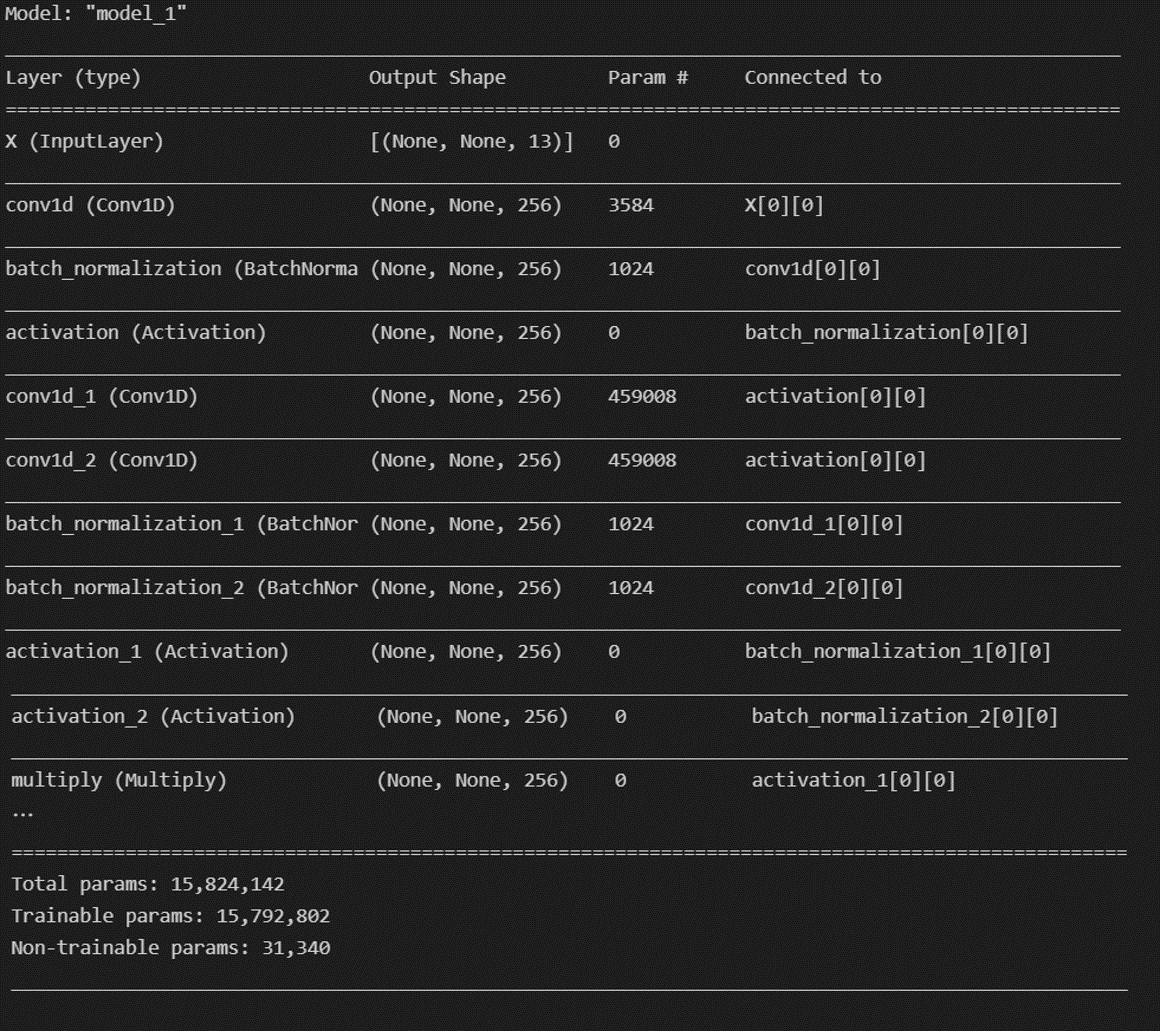 Model: "model_1"
Layer (type) Output Shape Param # Connected to
X (InputLayer) [(None, None, 13)] 0
conv1d (Conv1D) (None, None, 256) 3584 X[0][0]
batch_normalization (BatchNorma (None, None, 256) 1024 conv1d[0][0]
activation (Activation) (None, None, 256) 0 batch_normalization[0][0]
conv1d_1 (Conv1D) (None, None, 256) 459008 activation[0][0]
conv1d_2 (Conv1D) (None, None, 256) 459008 activation[0][0]
batch_normalization_1 (BatchNor (None, None, 256) 1024 conv1d_1[0][0]
batch_normalization_2 (BatchNor (None, None, 256) 1024 conv1d_2[0][0]
activation_1 (Activation) (None, None, 256) 0 batch_normalization_1[0][0]
activation_2 (Activation) (None, None, 256) 0 batch_normalization_2[0][0]
multiply (Multiply) (None, None, 256) 0 activation_1[0][0]
...
Total params: 15,824,142
Trainable params: 15,792,802
Non-trainable params: 31,340